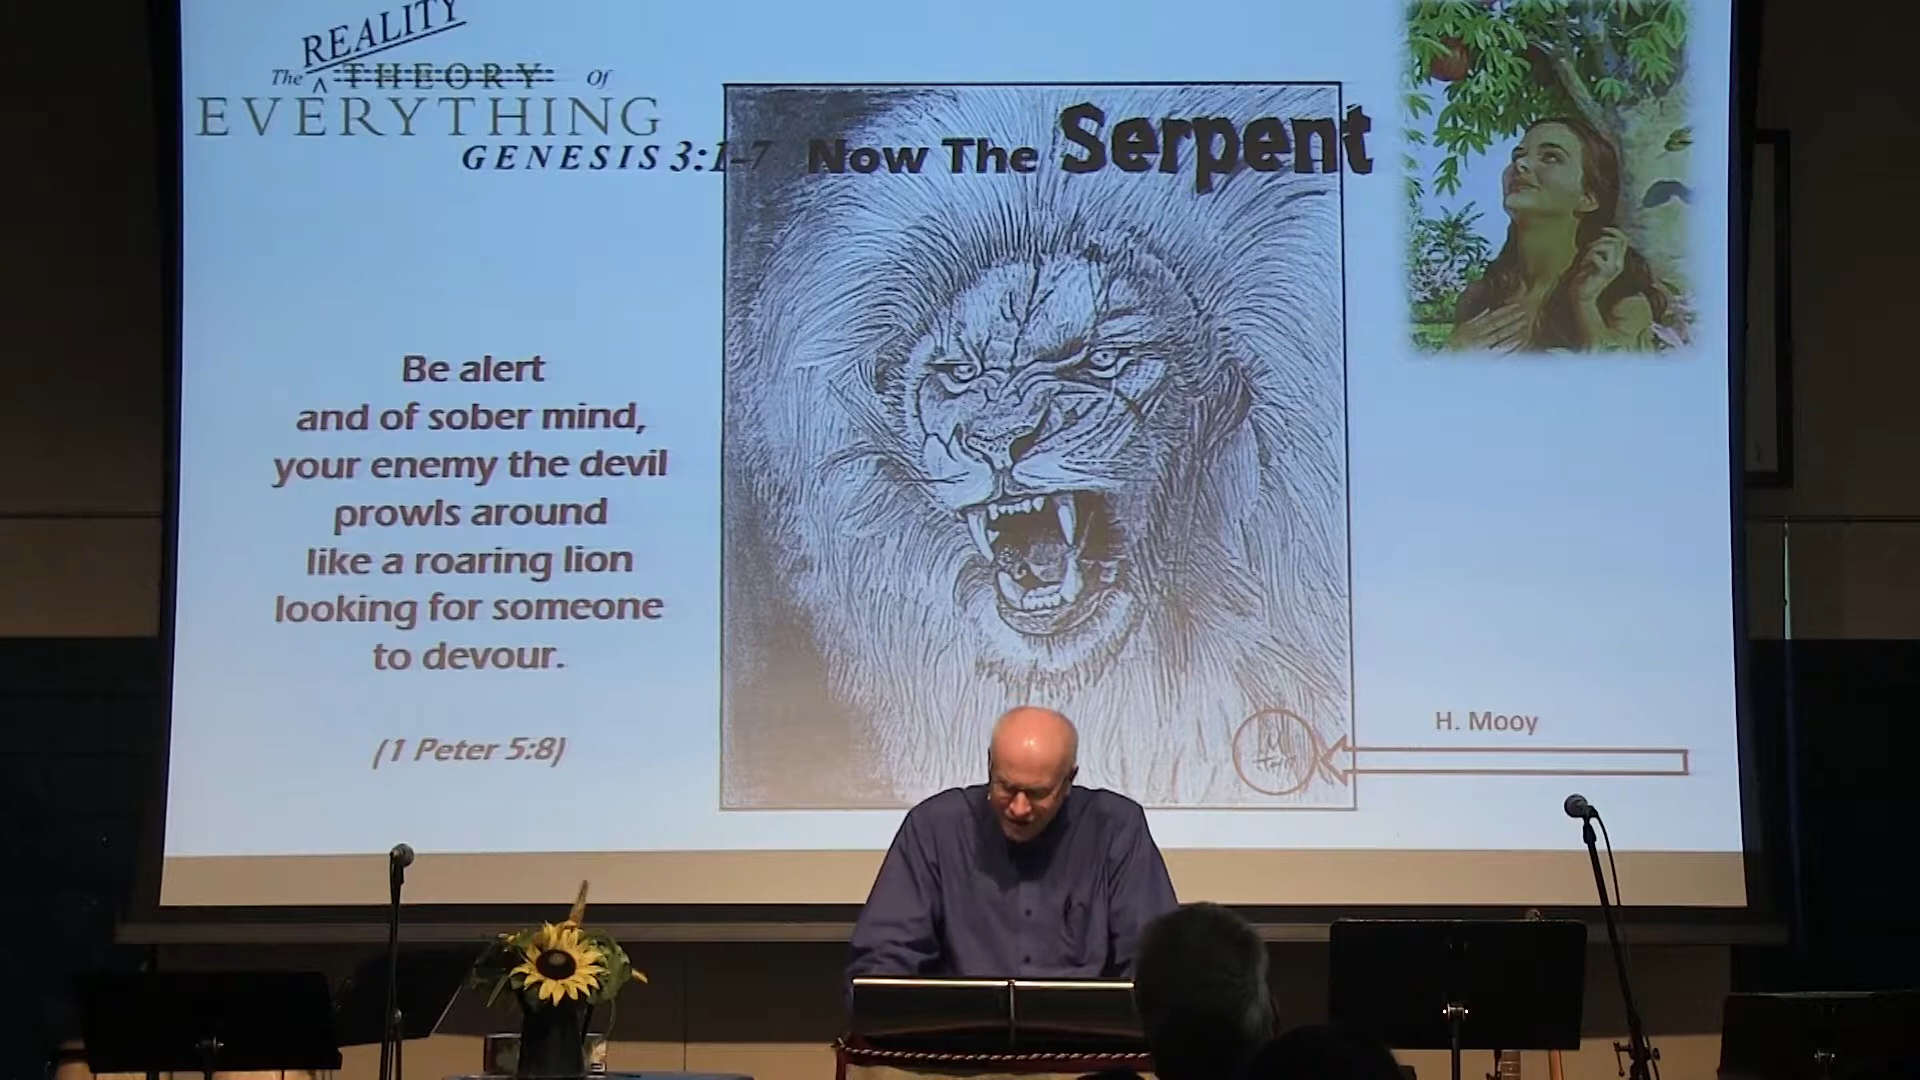 REALITY
The ^ THEORY Of
EVERYTHING
GENESIS 3:1-7 Now The Serpent
Be alert
and of sober mind,
your enemy the devil
prowls around
like a roaring lion
looking for someone
to devour.
(1 Peter 5:8)
H. Mooy